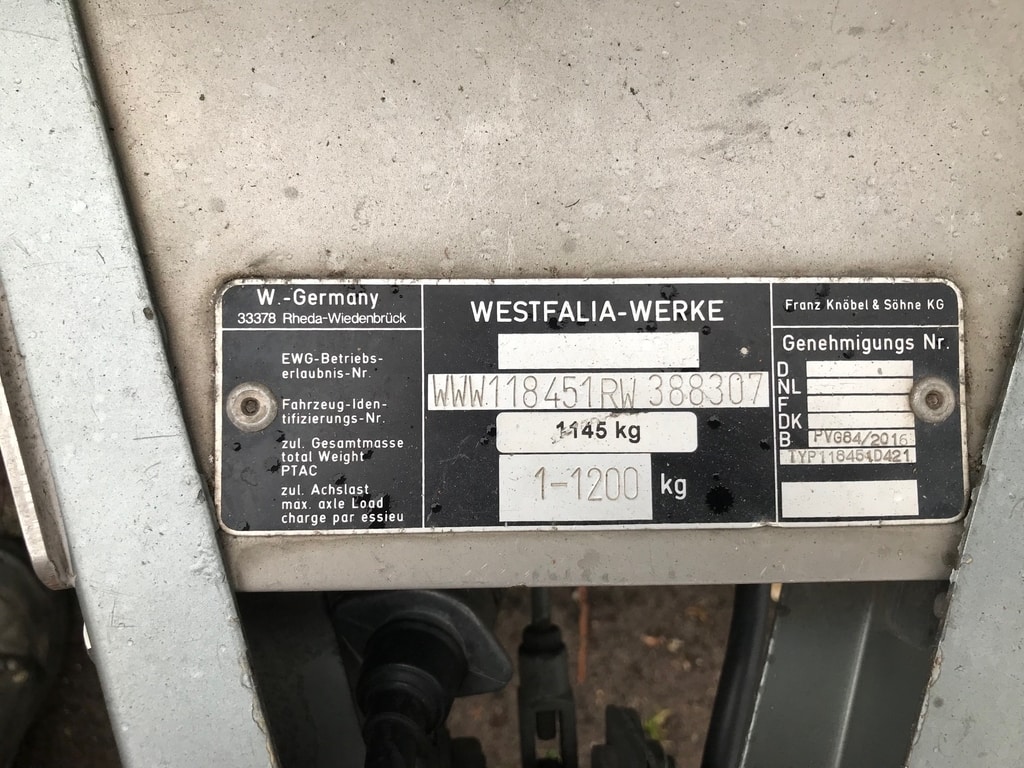 W.-Germany
33378 Rheda-Wiedenbrück
EWG-Betriebs-
erlaubnis-Nr.
Fahrzeug-Iden-
tifizierungs-Nr.
zul. Gesamtmasse
total Weight
PTAC
zul. Achslast
max. axle Load
charge par essieu
WESTFALIA-WERKE
WWW118451RW388307
1145 kg
1-1200 kg
Franz Knöbel & Söhne KG
Genehmigungs Nr.
D
NL
F
DK
B PVG84/2016
TYP118451D421